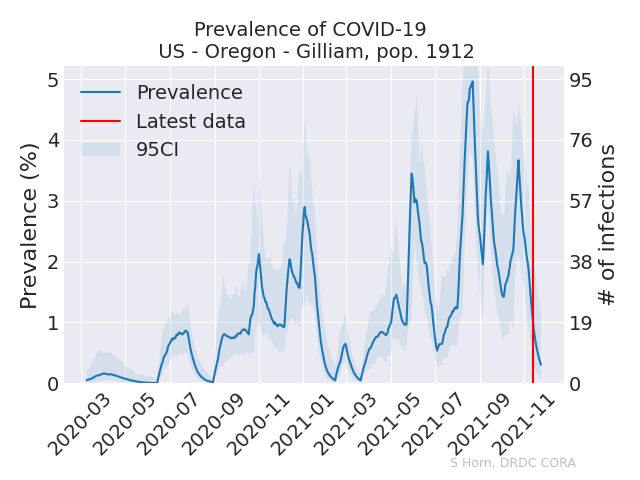 Prevalence of COVID-19
US - Oregon - Gilliam, pop. 1912
Prevalence
Latest data
95CI
Prevalence (%)
5
4
3
2
1
0
# of infections
95
76
57
38
19
0
2020-03
2020-05
2020-07
2020-09
2020-11
2021-01
2021-03
2021-05
2021-07
2021-09
2021-11
S Horn, DRDC CORA